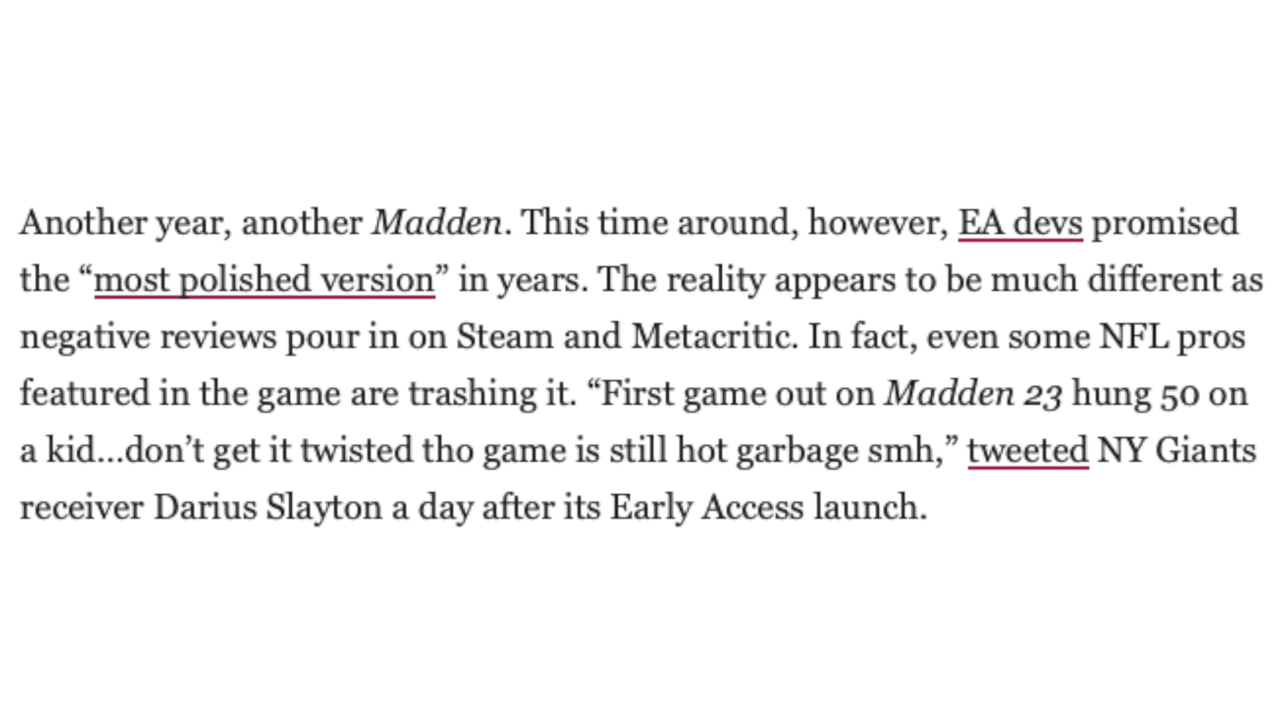 Another year, another Madden. This time around, however, EA devs promised
the “most polished version” in years. The reality appears to be much different as
negative reviews pour in on Steam and Metacritic. In fact, even some NFL pros
featured in the game are trashing it. “First game out on Madden 23 hung 50 on
a kid...don’t get it twisted tho game is still hot garbage smh,” tweeted NY Giants
receiver Darius Slayton a day after its Early Access launch.